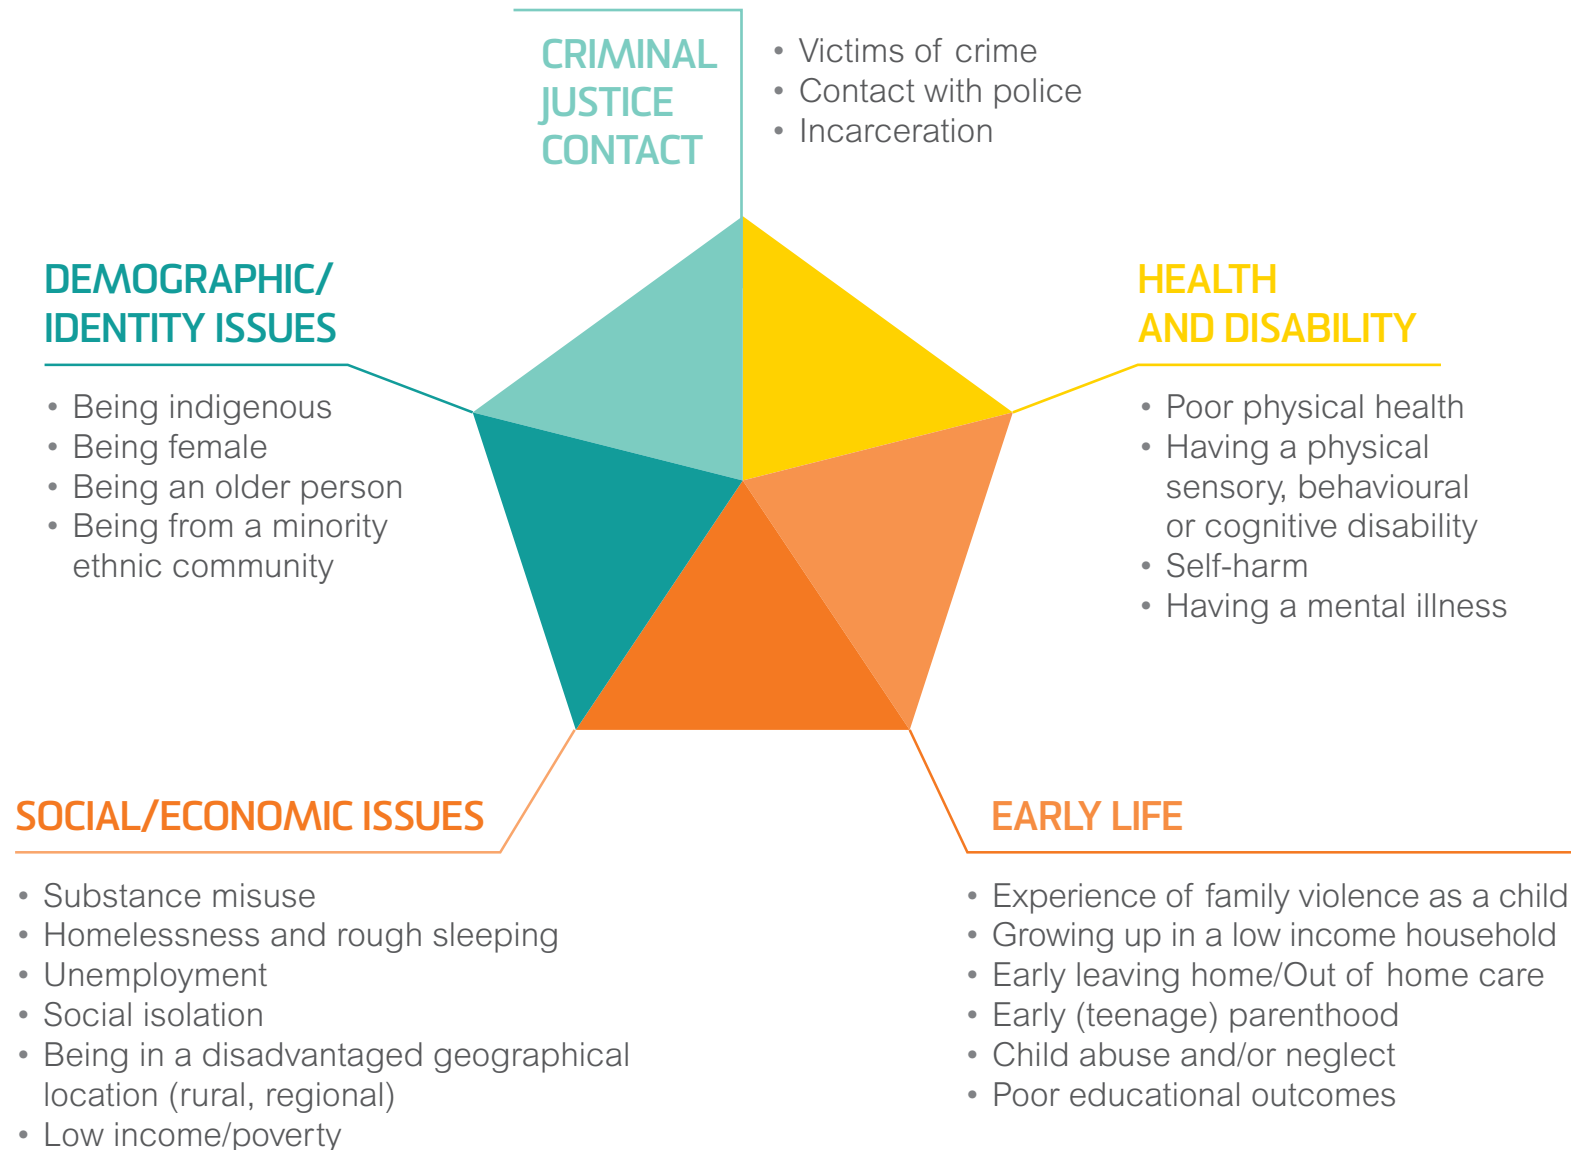 CRIMINAL
JUSTICE
CONTACT
• Victims of crime
• Contact with police
• Incarceration
DEMOGRAPHIC/
IDENTITY ISSUES
• Being indigenous
• Being female
• Being an older person
• Being from a minority
ethnic community
HEALTH
AND DISABILITY
• Poor physical health
• Having a physical
sensory, behavioural
or cognitive disability
• Self-harm
• Having a mental illness
SOCIAL/ECONOMIC ISSUES
• Substance misuse
• Homelessness and rough sleeping
• Unemployment
• Social isolation
• Being in a disadvantaged geographical
location (rural, regional)
• Low income/poverty
EARLY LIFE
• Experience of family violence as a child
• Growing up in a low income household
• Early leaving home/Out of home care
• Early (teenage) parenthood
• Child abuse and/or neglect
• Poor educational outcomes